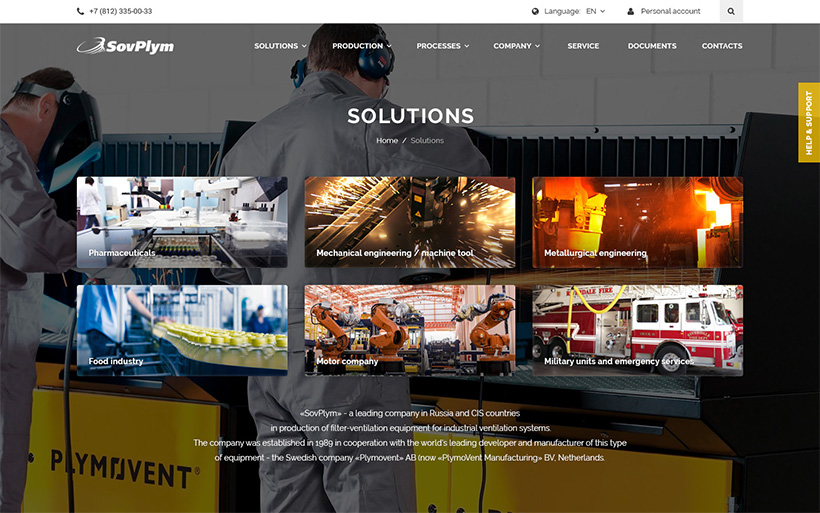 +7 (812) 335-00-33
Language: EN
Personal account
SovPlym
SOLUTIONS
PRODUCTION
PROCESSES
COMPANY
SERVICE
DOCUMENTS
CONTACTS
HELP & SUPPORT
SOLUTIONS
Home / Solutions
Pharmaceuticals
Mechanical engineering / machine tool
Metallurgical engineering
Food industry
Motor company
Military units and emergency services
«SovPlym» - a leading company in Russia and CIS countries
in production of filter-ventilation equipment for industrial ventilation systems.
The company was established in 1989 in cooperation with the world's leading developer and manufacturer of this type
of equipment - the Swedish company «Plymovent» AB (now «PlymoVent Manufacturing» BV, Netherlands.
PLYMOVENT®